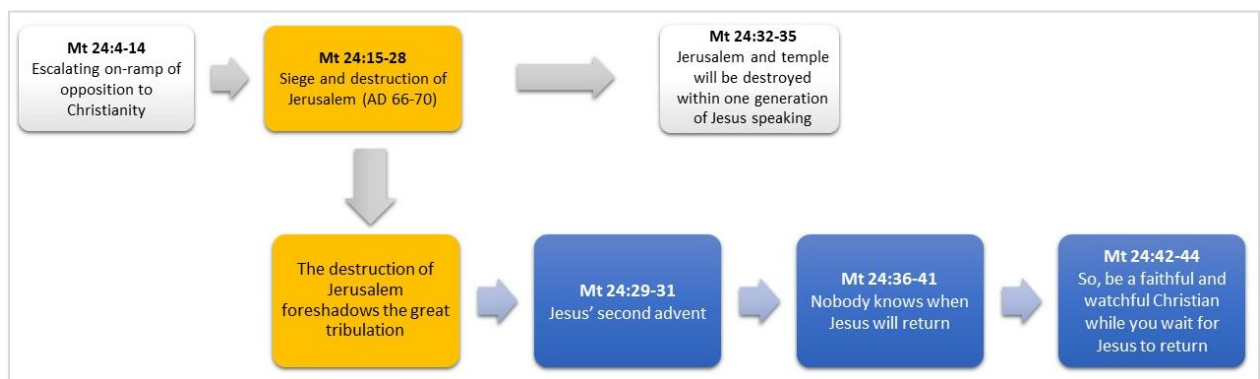 Mt 24:4-14
Escalating on-ramp of
opposition to
Christianity
Mt 24:15-28
Siege and destruction of
Jerusalem (AD 66-70)
Mt 24:32-35
Jerusalem and temple
will be destroyed
within one generation
of Jesus speaking
The destruction of
Jerusalem
foreshadows the great
tribulation
Mt 24:29-31
Jesus’ second advent
Mt 24:36-41
Nobody knows when
Jesus will return
Mt 24:42-44
So, be a faithful and
watchful Christian
while you wait for
Jesus to return